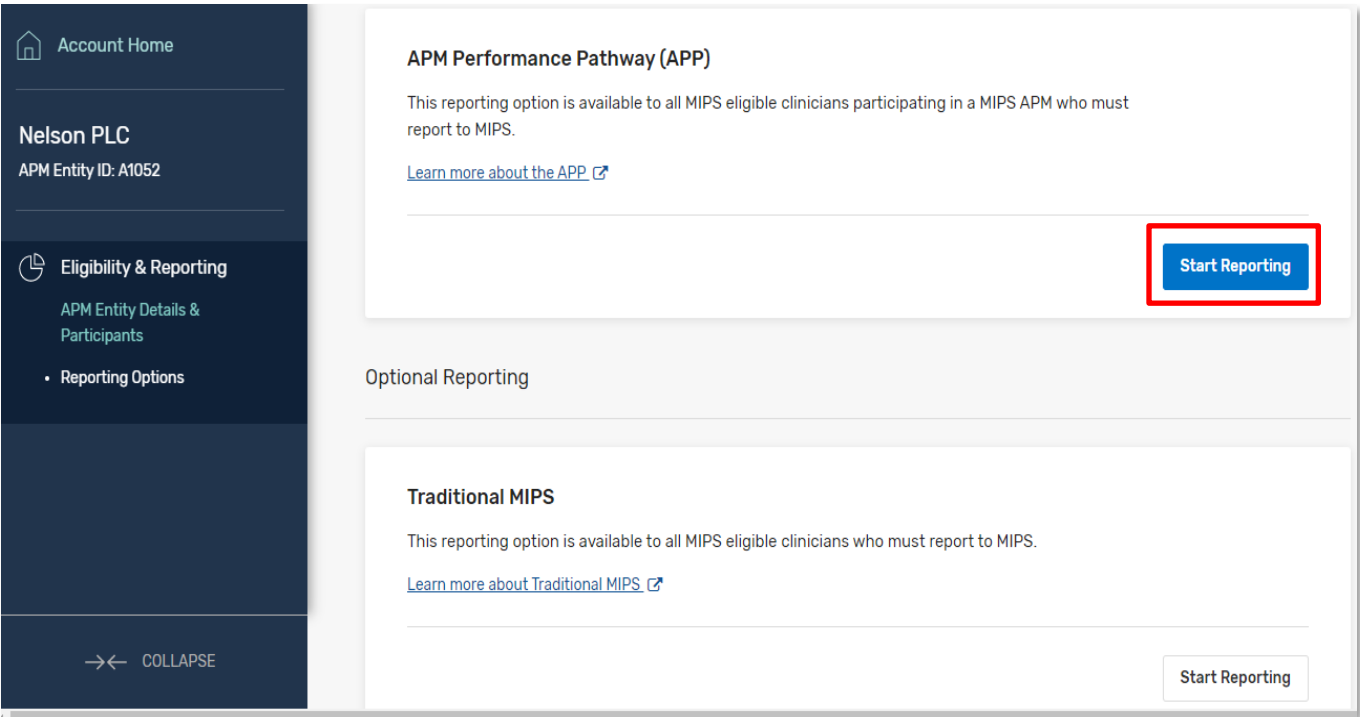 Account Home
Nelson PLC
APM Entity ID: A1052
Eligibility & Reporting
APM Entity Details &
Participants
• Reporting Options
COLLAPSE
APM Performance Pathway (APP)
This reporting option is available to all MIPS eligible clinicians participating in a MIPS APM who must
report to MIPS.
Learn more about the APP
Start Reporting
Optional Reporting
Traditional MIPS
This reporting option is available to all MIPS eligible clinicians who must report to MIPS.
Learn more about Traditional MIPS
Start Reporting